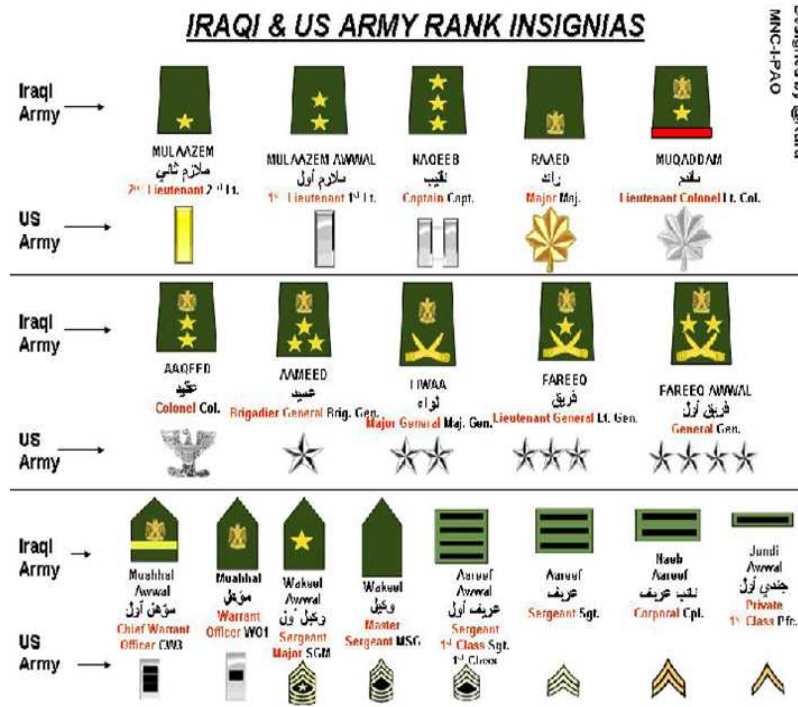 IRAQI & US ARMY RANK INSIGNIAS
Designed by
MNC-I-PAO
Iraqi
Army
MULAAZEM
ملازم ثاني
2nd Lieutenant 2nd Lt.
MULAAZEM AWWAL
ملازم أول
1st Lieutenant 1st Lt.
NAQEEB
نقيب
Captain Capt.
RAAED
رائد
Major Maj.
MUQADDAM
مقدم
Lieutenant Colonel Lt. Col.
US
Army
Iraqi
Army
AAQEED
عقيد
Colonel Col.
AAMEED
عميد
Brigadier General Brig. Gen.
LIWAA
لواء
Major General Maj. Gen.
FAREEQ
فريق
Lieutenant General Lt. Gen.
FAREEQ AWWAL
فريق أول
General Gen.
US
Army
Iraqi
Army
Muahhal
Awwal
مؤهل أول
Chief Warrant
Officer CW3
Muahhal
مؤهل
Warrant
Officer WO1
Wakeel
Awwal
وكيل أول
Sergeant
Major SGM
Wakeel
وكيل
Master
Sergeant MSG
Aareef
Awwal
عريف أول
Sergeant
1st Class Sgt.
1st Class
Aareef
عريف
Sergeant Sgt.
Naeb
Aareef
نائب عريف
Corporal Cpl.
Jundi
Awwal
جندي أول
Private
1st Class Pfc.
US
Army